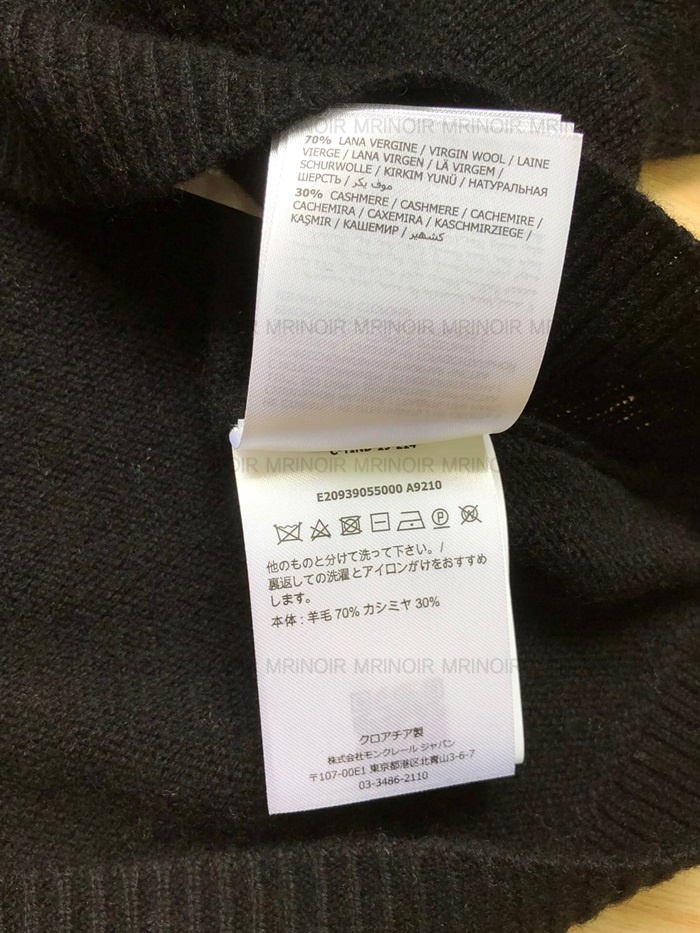 MRINOIR MRINOIR MRINOIR
70% LANA VERGINE / VIRGIN WOOL / LAINE
VIERGE / LANA VIRGEN / LÃ VIRGEM /
SCHURWOLLE / KIRKIM YUNÜ / НАТУРАЛЬНАЯ
ШЕРСТЬ / صوف بكر
30% CASHMERE / CASHMERE / CACHEMIRE /
CACHEMIRA / CAXEMIRA / KASCHMIRZIEGE /
KAŞMIR / КАШЕМИР / كشمير
MRINOIR MRINOIR MRINOIR
MRINOIR MRINOIR MRINOIR
E20939055000 A9210
P
他のものと分けて洗って下さい。/
裏返しての洗濯とアイロンがけをおすすめ
します。
本体 : 羊毛 70% カシミヤ 30%
MRINOIR MRINOIR MRINOIR
クロアチア製
株式会社モンクレール ジャパン
〒107-00E1 東京都港区北青山3-6-7
03-3486-2110